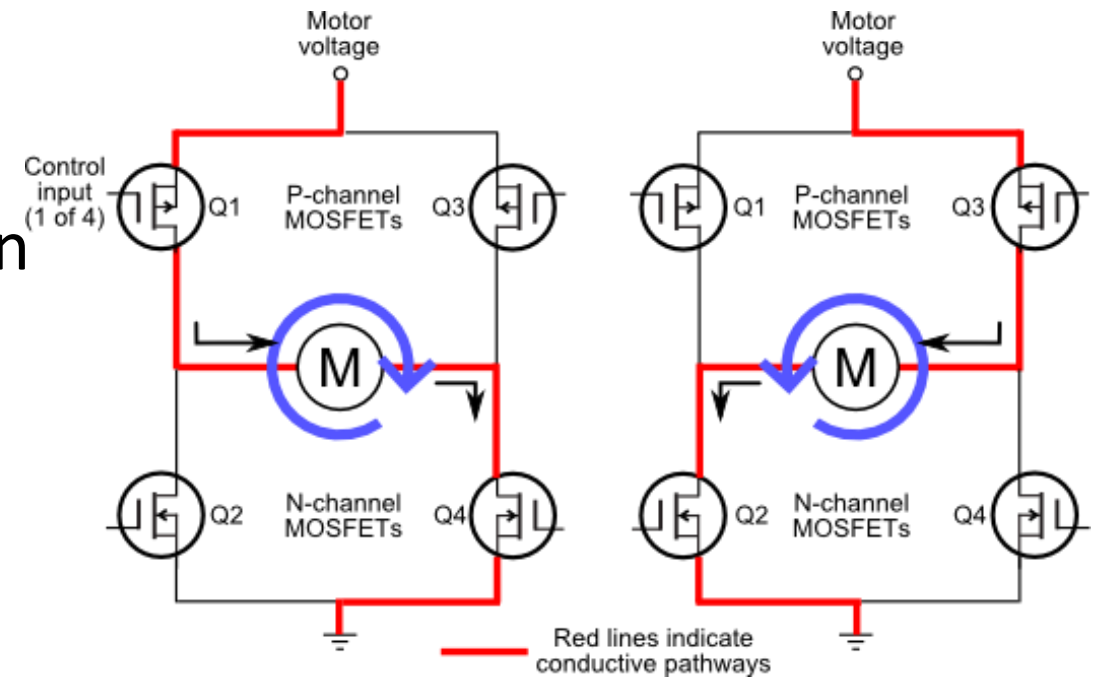 Motor
voltage
Motor
voltage
Control
input
(1 of 4)
Q1
P-channel
MOSFETs
Q3
Q1
P-channel
MOSFETs
Q3
n
M
M
Q2
N-channel
MOSFETs
Q4
Q2
N-channel
MOSFETs
Q4
Red lines indicate
conductive pathways